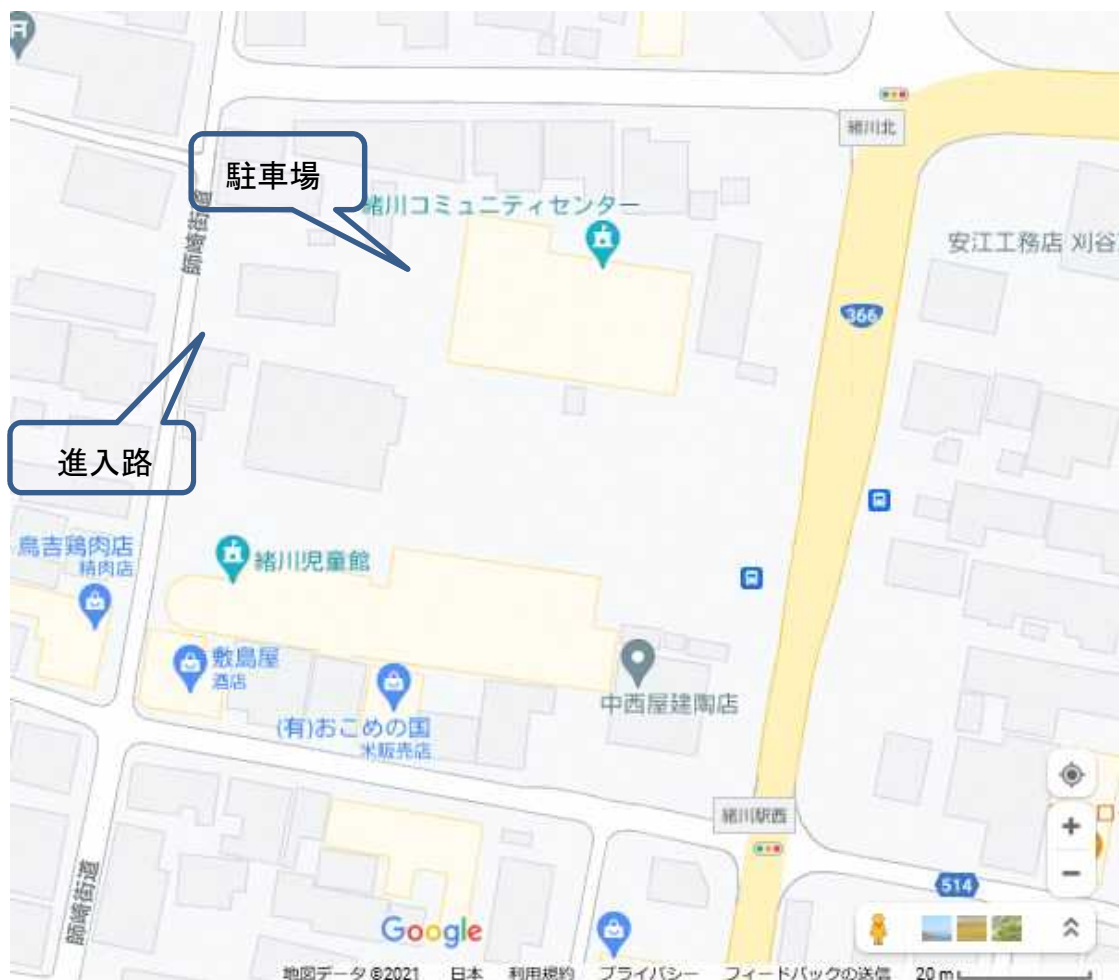 緒川北
駐車場
緒川コミュニティセンター
師崎街道
安江工務店 刈谷
366
進入路
鳥吉鶏肉店
精肉店
緒川児童館
敷島屋
酒店
(有)おこめの国
米販売店
中西屋建陶店
緒川駅西
514
師崎街道
Google
地図データ ©2021 日本 利用規約 プライバシー フィードバックの送信 20 m